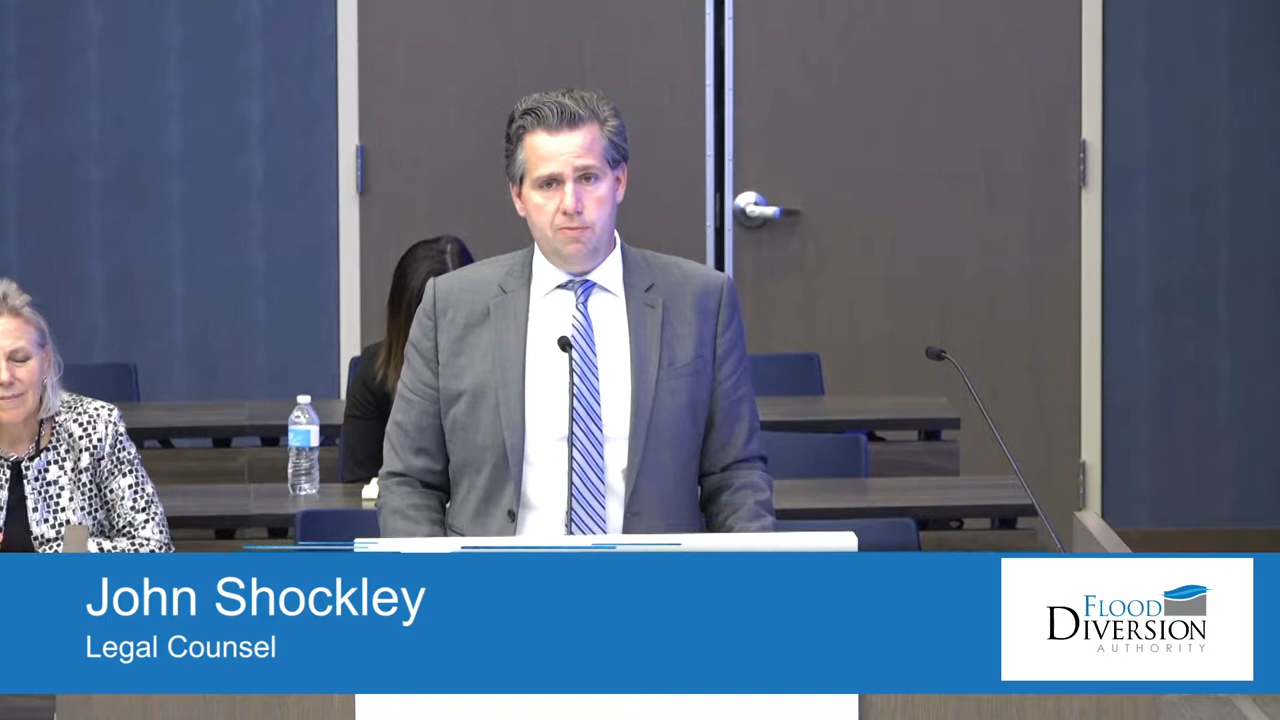 John Shockley
Legal Counsel
FLOOD
DIVERSION
AUTHORITY